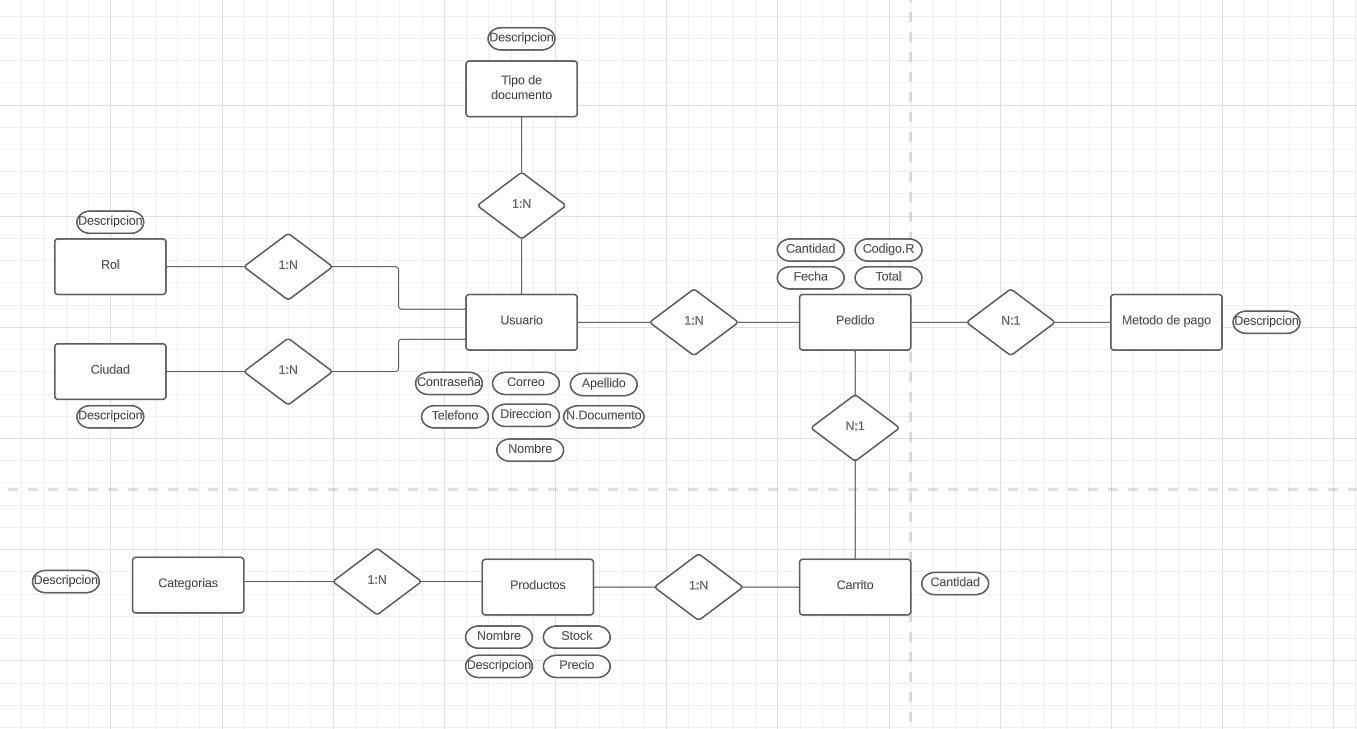 Descripcion
Tipo de
documento
1:N
Descripcion
Rol
1:N
Ciudad
1:N
Descripcion
Usuario
Contraseña
Correo
Apellido
Telefono
Direccion
N.Documento
Nombre
1:N
Cantidad
Codigo.R
Fecha
Total
Pedido
N:1
Metodo de pago
Descripcion
N:1
Descripcion
Categorias
1:N
Productos
Nombre
Stock
Descripcion
Precio
1:N
Carrito
Cantidad